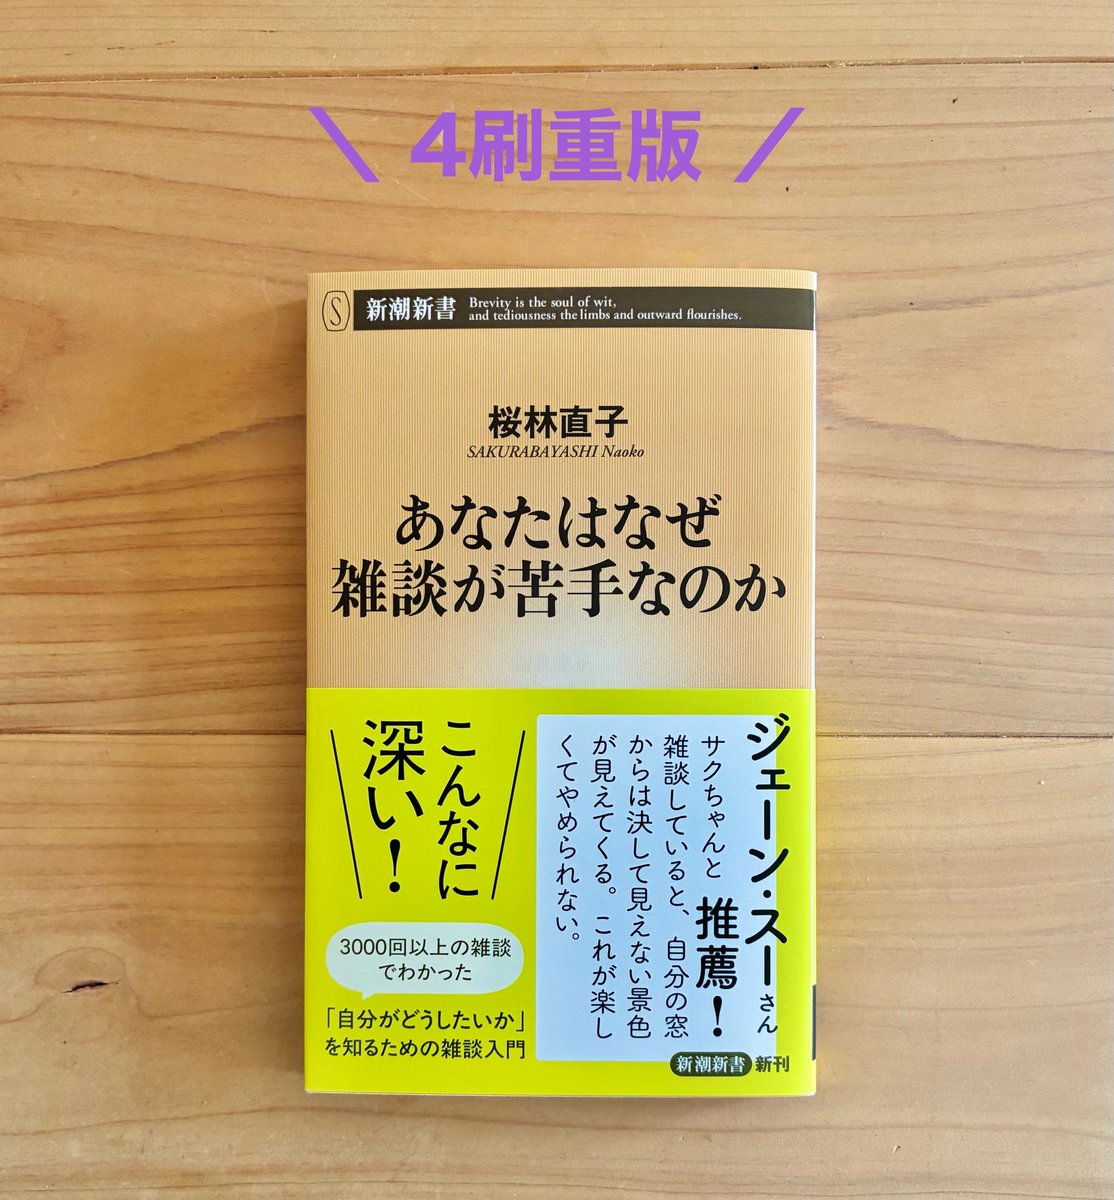 \ 4刷重版 /
S 新潮新書 Brevity is the soul of wit,
and tediousness the limbs and outward flourishes.
桜林直子
SAKURABAYASHI Naoko
あなたはなぜ
雑談が苦手なのか
ジェーン・スーさん
推薦！
サクちゃんと
雑談していると、自分の窓
からは決して見えない景色
が見えてくる。これが楽し
くてやめられない。
こんなに
深い！
3000回以上の雑談
でわかった
「自分がどうしたいか」
を知るための雑談入門
新潮新書 新刊